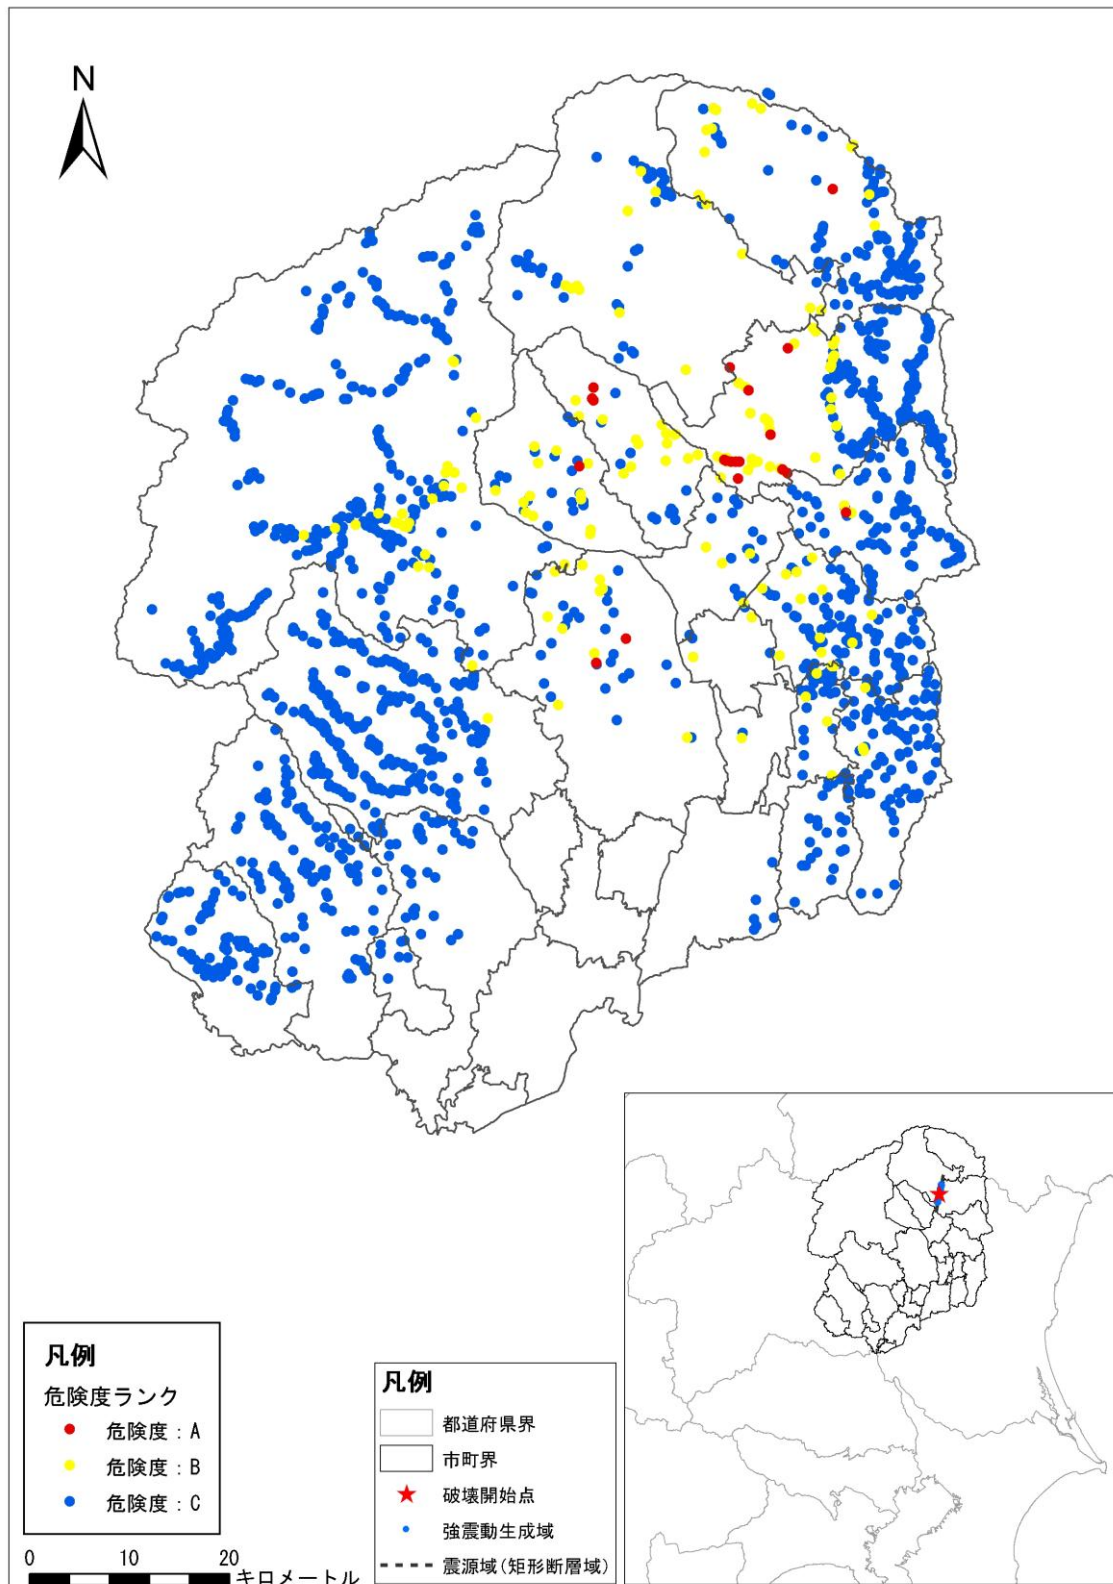 N
凡例
危険度ランク
危険度：A
危険度：B
危険度：C
0 10 20
キロメートル
凡例
都道府県界
市町界
破壊開始点
強震動生成域
震源域(矩形断層域)